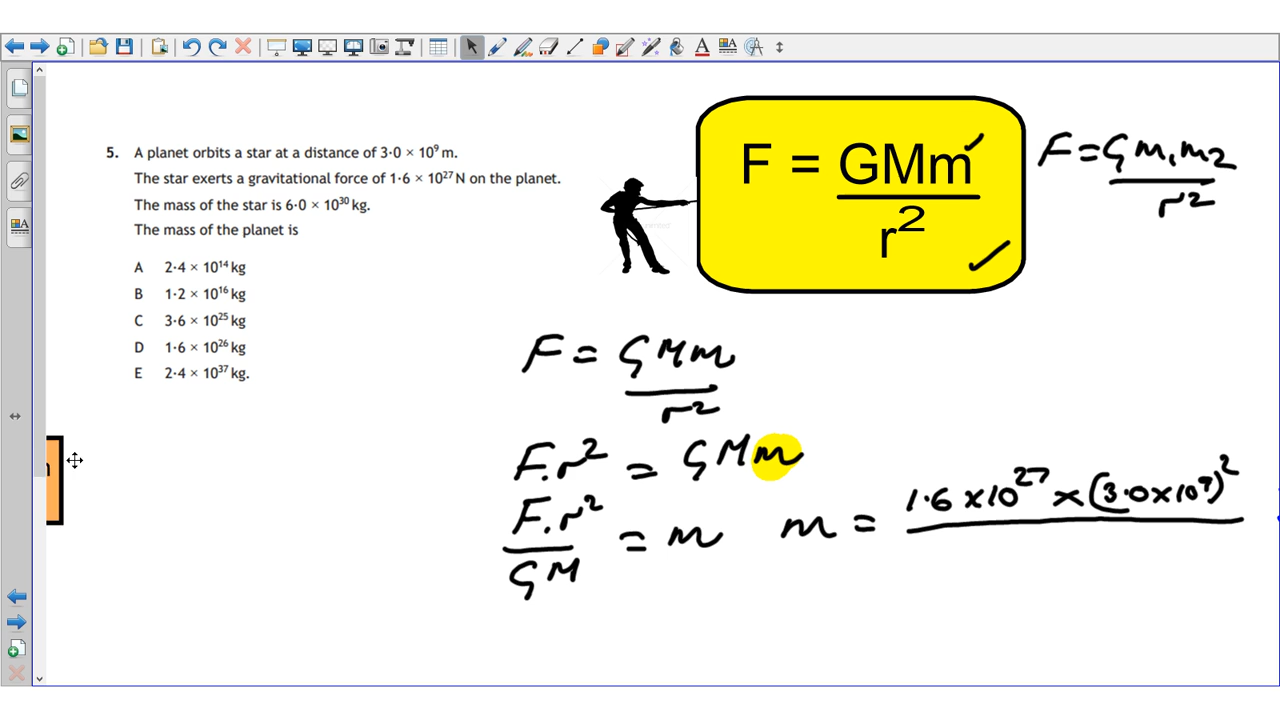 5. A planet orbits a star at a distance of 3·0 × 10⁹ m.
The star exerts a gravitational force of 1·6 × 10²⁷ N on the planet.
The mass of the star is 6·0 × 10³⁰ kg.
The mass of the planet is
A 2·4 × 10¹⁴ kg
B 1·2 × 10¹⁶ kg
C 3·6 × 10²⁵ kg
D 1·6 × 10²⁶ kg
E 2·4 × 10³⁷ kg.
F = GMm
r²
F = Gm₁m₂
r²
F = GMm
r²
F.r² = GMm
F.r² = m
GM
m = 1.6 × 10²⁷ × (3.0 × 10⁹)²